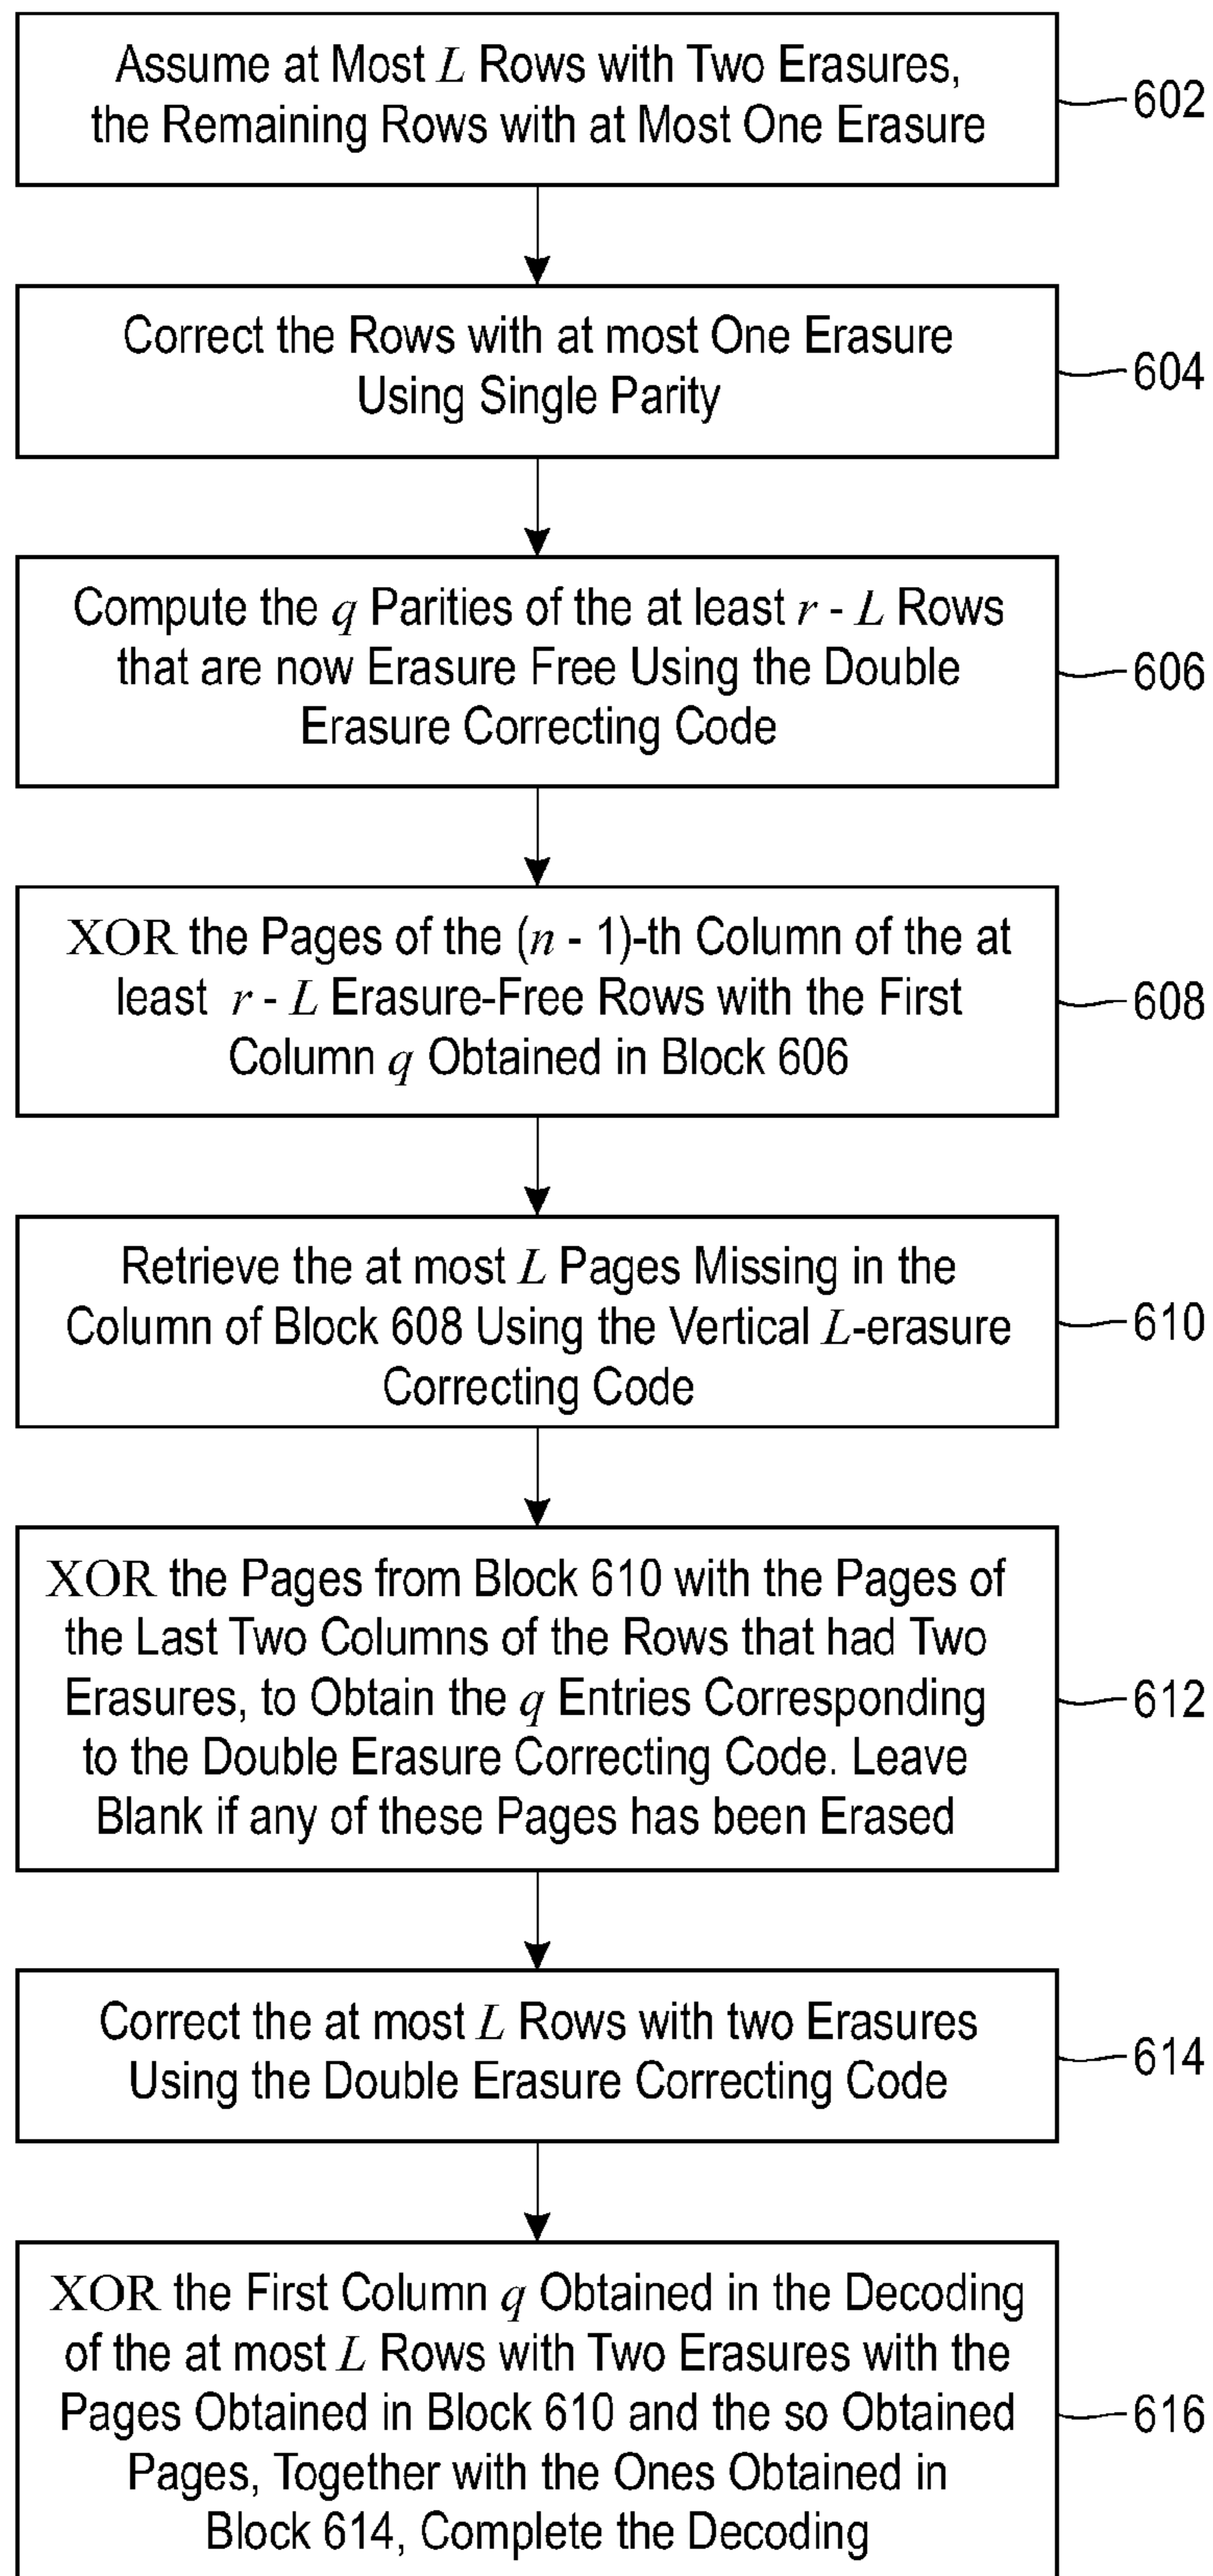 Assume at Most L Rows with Two Erasures,
the Remaining Rows with at Most One Erasure
602
Correct the Rows with at most One Erasure
Using Single Parity
604
Compute the q Parities of the at least r - L Rows
that are now Erasure Free Using the Double
Erasure Correcting Code
606
XOR the Pages of the (n - 1)-th Column of the at
least r - L Erasure-Free Rows with the First
Column q Obtained in Block 606
608
Retrieve the at most L Pages Missing in the
Column of Block 608 Using the Vertical L-erasure
Correcting Code
610
XOR the Pages from Block 610 with the Pages of
the Last Two Columns of the Rows that had Two
Erasures, to Obtain the q Entries Corresponding
to the Double Erasure Correcting Code. Leave
Blank if any of these Pages has been Erased
612
Correct the at most L Rows with two Erasures
Using the Double Erasure Correcting Code
614
XOR the First Column q Obtained in the Decoding
of the at most L Rows with Two Erasures with the
Pages Obtained in Block 610 and the so Obtained
Pages, Together with the Ones Obtained in
Block 614, Complete the Decoding
616